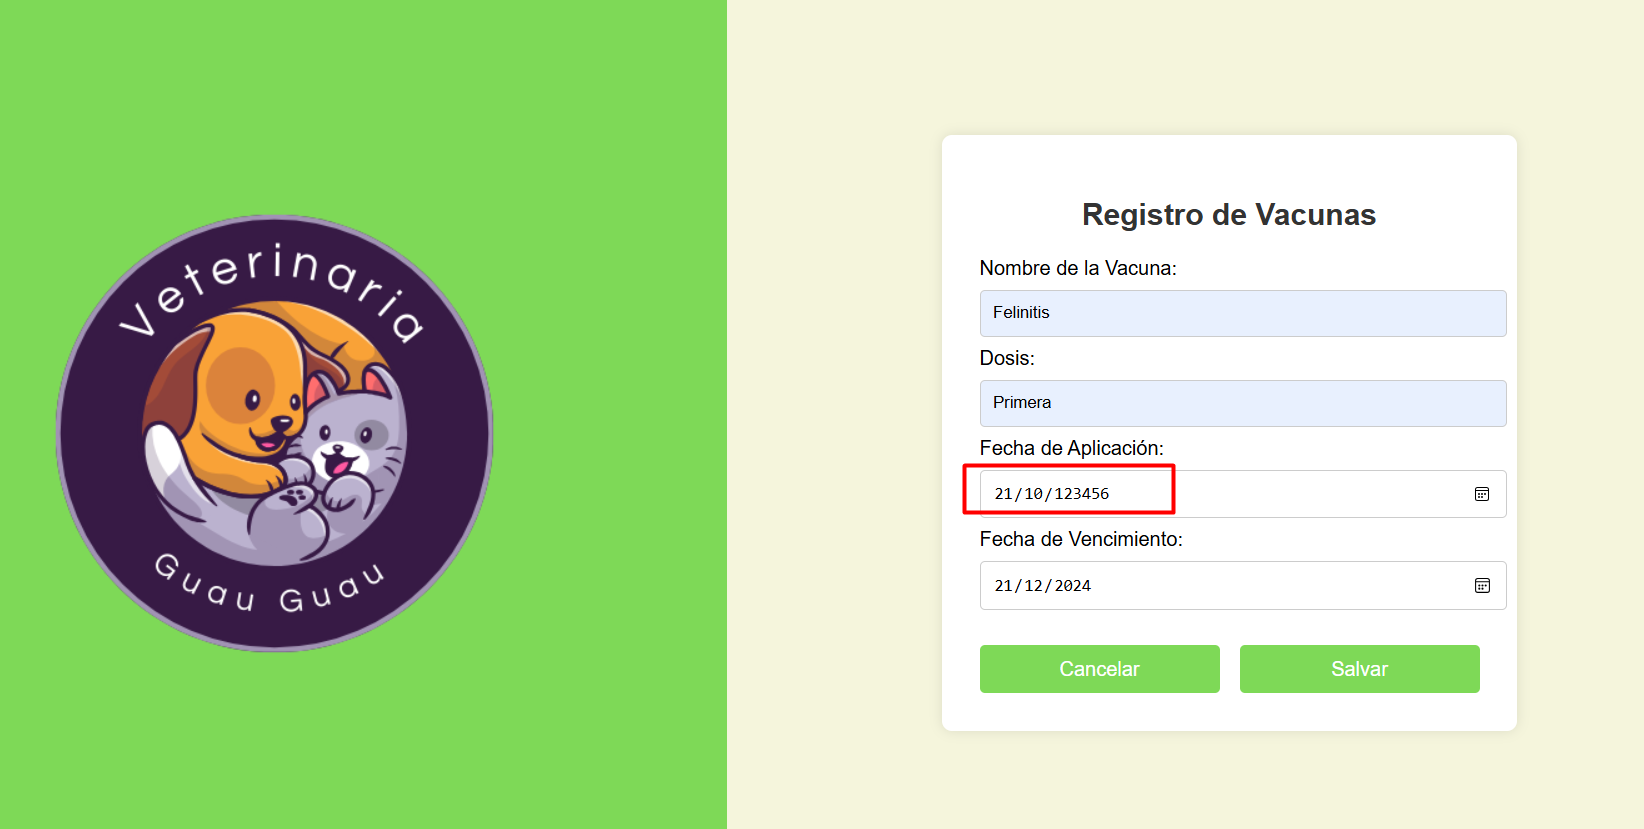 Veterinaria
Guau Guau
Registro de Vacunas
Nombre de la Vacuna:
Felinitis
Dosis:
Primera
Fecha de Aplicación:
21/10/123456
Fecha de Vencimiento:
21/12/2024
Cancelar Salvar